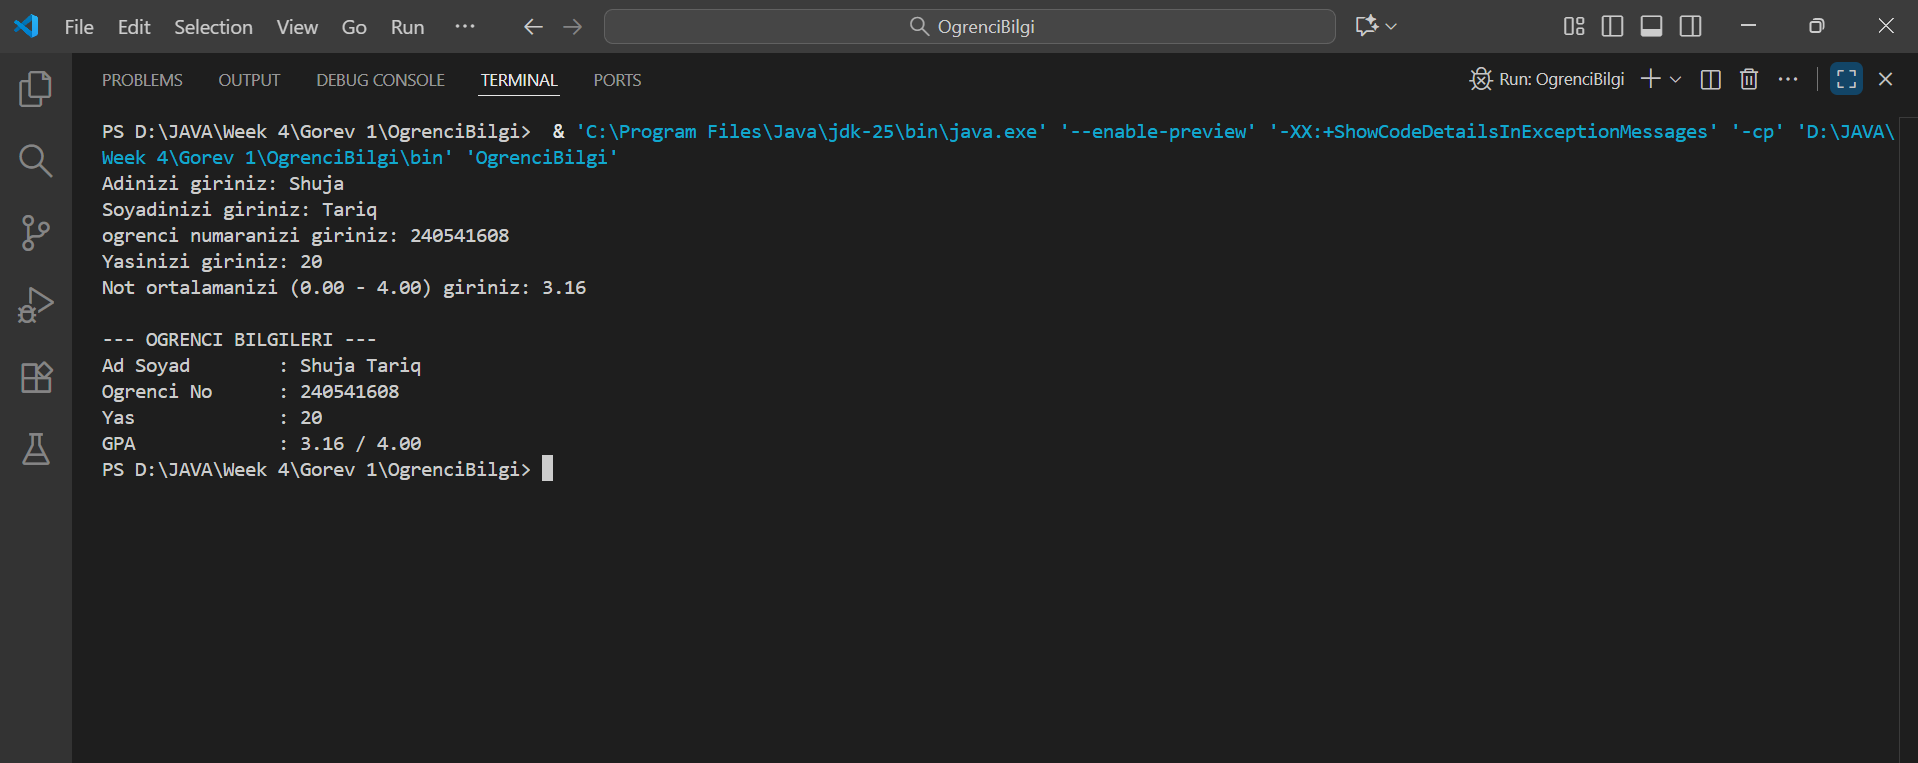 File Edit Selection View Go Run ··· OgrenciBilgi
PROBLEMS OUTPUT DEBUG CONSOLE TERMINAL PORTS Run: OgrenciBilgi
PS D:\JAVA\Week 4\Gorev 1\OgrenciBilgi>  & 'C:\Program Files\Java\jdk-25\bin\java.exe' '--enable-preview' '-XX:+ShowCodeDetailsInExceptionMessages' '-cp' 'D:\JAVA\
Week 4\Gorev 1\OgrenciBilgi\bin' 'OgrenciBilgi'
Adinizi giriniz: Shuja
Soyadinizi giriniz: Tariq
ogrenci numaranizi giriniz: 240541608
Yasinizi giriniz: 20
Not ortalamanizi (0.00 - 4.00) giriniz: 3.16
--- OGRENCI BILGILERI ---
Ad Soyad        : Shuja Tariq
Ogrenci No      : 240541608
Yas             : 20
GPA             : 3.16 / 4.00
PS D:\JAVA\Week 4\Gorev 1\OgrenciBilgi>